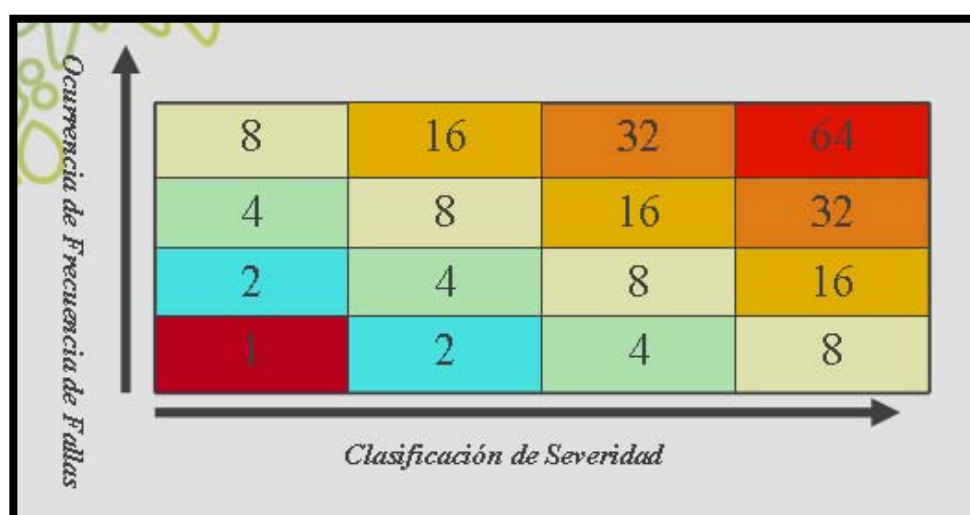 Ocurrencia de Frecuencia de Fallas
8 16 32 64
4 8 16 32
2 4 8 16
1 2 4 8
Clasificación de Severidad